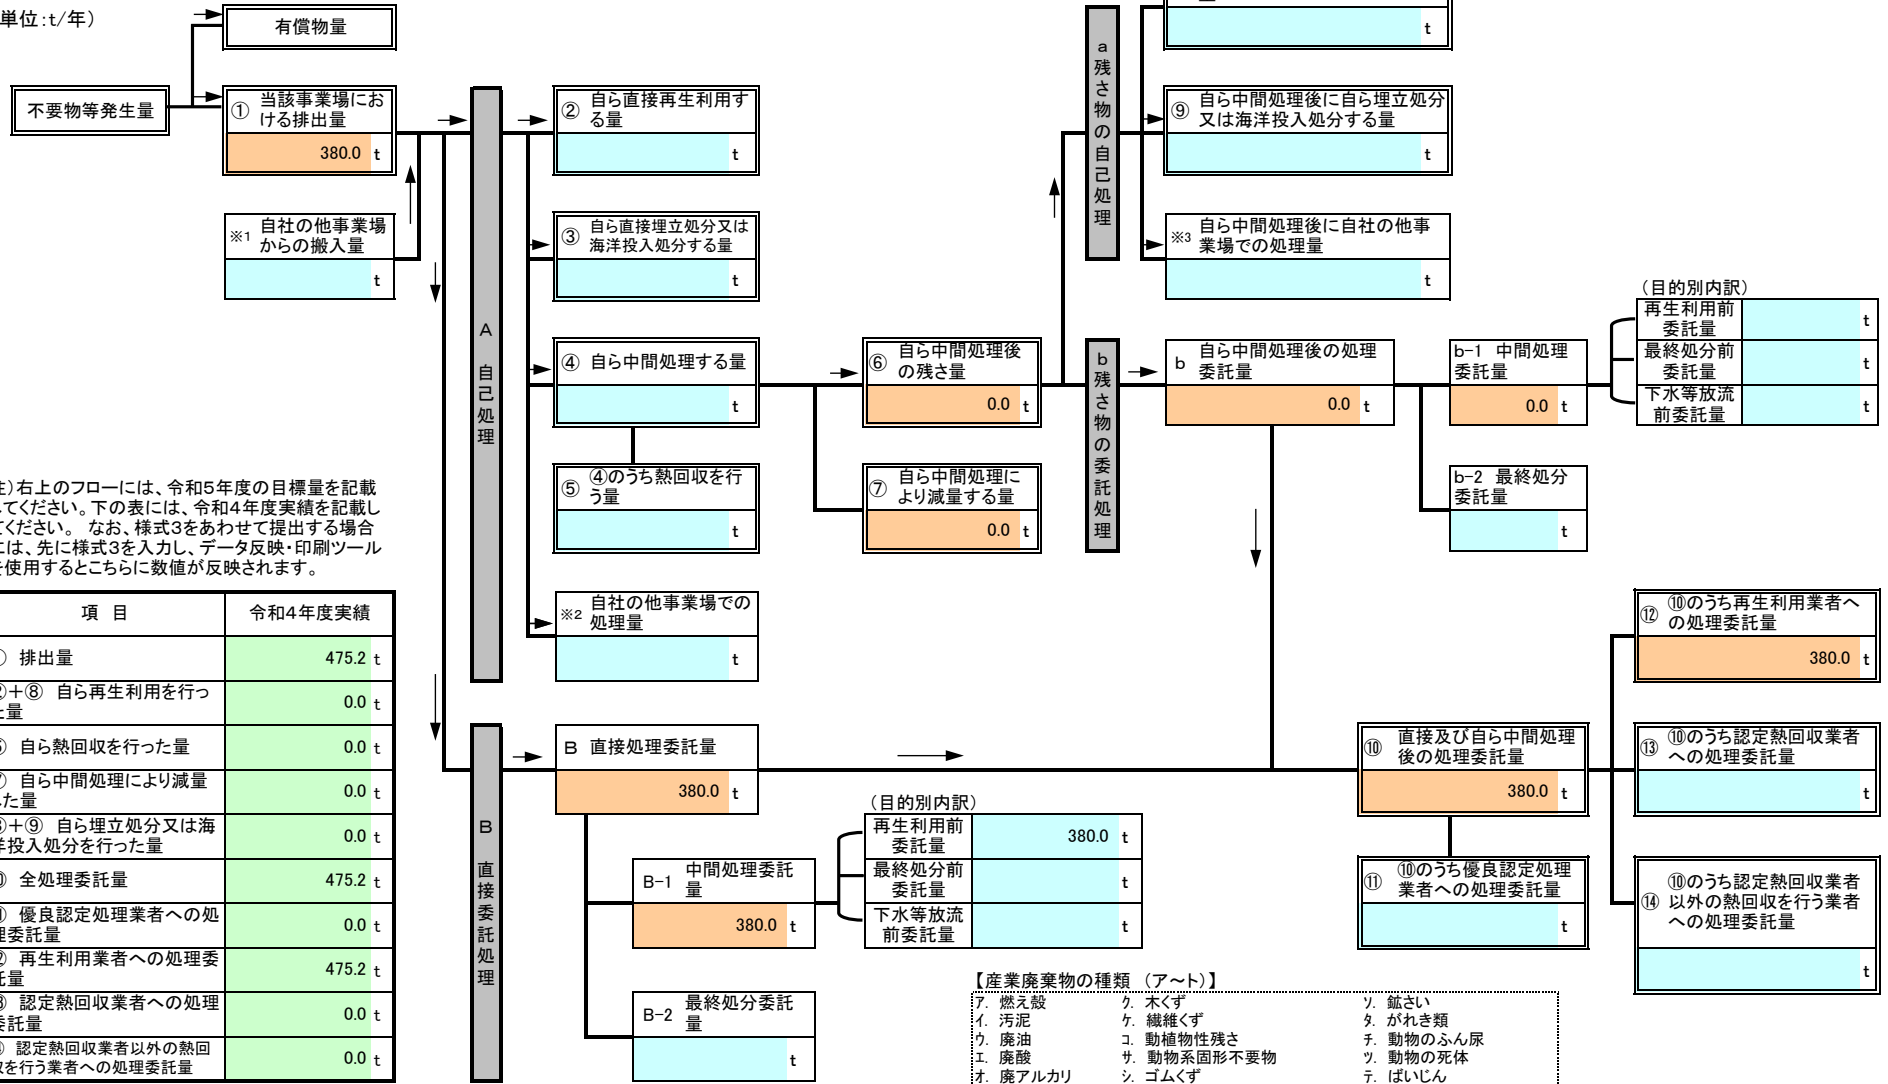 単位:t/年）
有償物量
不要物等発生量
① 当該事業場にお
ける排出量
380.0 t
※1 自社の他事業場
からの搬入量
t
A 自己処理
② 自ら直接再生利用す
る量
t
③ 自ら直接埋立処分又は
海洋投入処分する量
t
④ 自ら中間処理する量
t
⑤ ④のうち熱回収を行
う量
t
※2 自社の他事業場での
処理量
t
⑥ 自ら中間処理後
の残さ量
0.0 t
⑦ 自ら中間処理に
より減量する量
0.0 t
a 残さ物の自己処理
t
⑨ 自ら中間処理後に自ら埋立処分
又は海洋投入処分する量
t
※3 自ら中間処理後に自社の他事
業場での処理量
t
b 残さ物の委託処理
b 自ら中間処理後の処理
委託量
0.0 t
b-1 中間処理
委託量
0.0 t
b-2 最終処分
委託量
t
（目的別内訳）
再生利用前
委託量
t
最終処分前
委託量
t
下水等放流
前委託量
t
注）右上のフローには、令和5年度の目標量を記載
してください。下の表には、令和4年度実績を記載し
てください。 なお、様式3をあわせて提出する場合
には、先に様式3を入力し、データ反映・印刷ツール
を使用するとこちらに数値が反映されます。
項 目 令和4年度実績
排出量 475.2 t
②+⑧ 自ら再生利用を行っ
た量 0.0 t
自ら熱回収を行った量 0.0 t
自ら中間処理により減量
した量 0.0 t
③+⑨ 自ら埋立処分又は海
洋投入処分を行った量 0.0 t
全処理委託量 475.2 t
優良認定処理業者への処
理委託量 0.0 t
再生利用業者への処理委
託量 475.2 t
認定熱回収業者への処理
委託量 0.0 t
認定熱回収業者以外の熱回
収を行う業者への処理委託量 0.0 t
B 直接委託処理
B 直接処理委託量
380.0 t
B-1 中間処理委託
量
380.0 t
B-2 最終処分委託
量
t
（目的別内訳）
再生利用前
委託量
380.0 t
最終処分前
委託量
t
下水等放流
前委託量
t
⑩ 直接及び自ら中間処理
後の処理委託量
380.0 t
⑪ ⑩のうち優良認定処理
業者への処理委託量
t
⑫ ⑩のうち再生利用業者へ
の処理委託量
380.0 t
⑬ ⑩のうち認定熱回収業者
への処理委託量
t
⑭ ⑩のうち認定熱回収業者
以外の熱回収を行う業者
への処理委託量
t
【産業廃棄物の種類 （ア～ト）】
ア. 燃え殻 ク. 木くず ソ. 鉱さい
イ. 汚泥 ケ. 繊維くず タ. がれき類
ウ. 廃油 コ. 動植物性残さ チ. 動物のふん尿
エ. 廃酸 サ. 動物系固形不要物 ツ. 動物の死体
オ. 廃アルカリ シ. ゴムくず テ. ばいじん